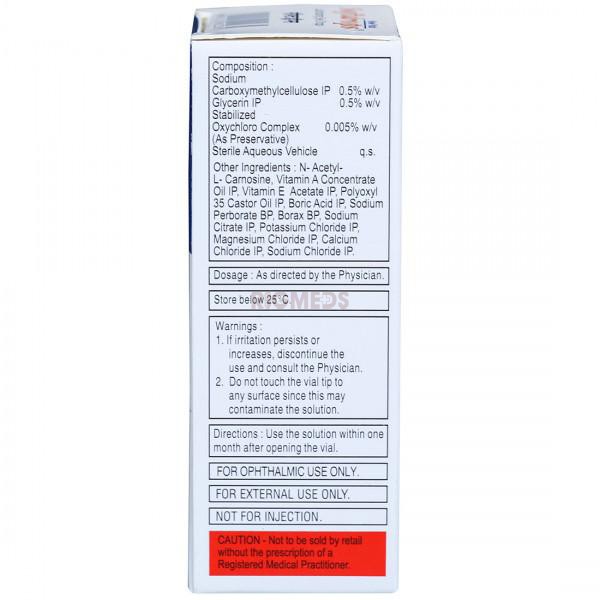 Composition :
Sodium
Carboxymethylcellulose IP 0.5% w/v
Glycerin IP 0.5% w/v
Stabilized
Oxychloro Complex 0.005% w/v
(As Preservative)
Sterile Aqueous Vehicle q.s.
Other Ingredients : N- Acetyl-
L- Carnosine, Vitamin A Concentrate
Oil IP, Vitamin E Acetate IP, Polyoxyl
35 Castor Oil IP, Boric Acid IP, Sodium
Perborate BP, Borax BP, Sodium
Citrate IP, Potassium Chloride IP,
Magnesium Chloride IP, Calcium
Chloride IP, Sodium Chloride IP.
Dosage : As directed by the Physician.
Store below 25°C.
RIOMEDS
Warnings :
1. If irritation persists or
increases, discontinue the
use and consult the Physician.
2. Do not touch the vial tip to
any surface since this may
contaminate the solution.
Directions : Use the solution within one
month after opening the vial.
FOR OPHTHALMIC USE ONLY.
FOR EXTERNAL USE ONLY.
NOT FOR INJECTION.
CAUTION - Not to be sold by retail
without the prescription of a
Registered Medical Practitioner.